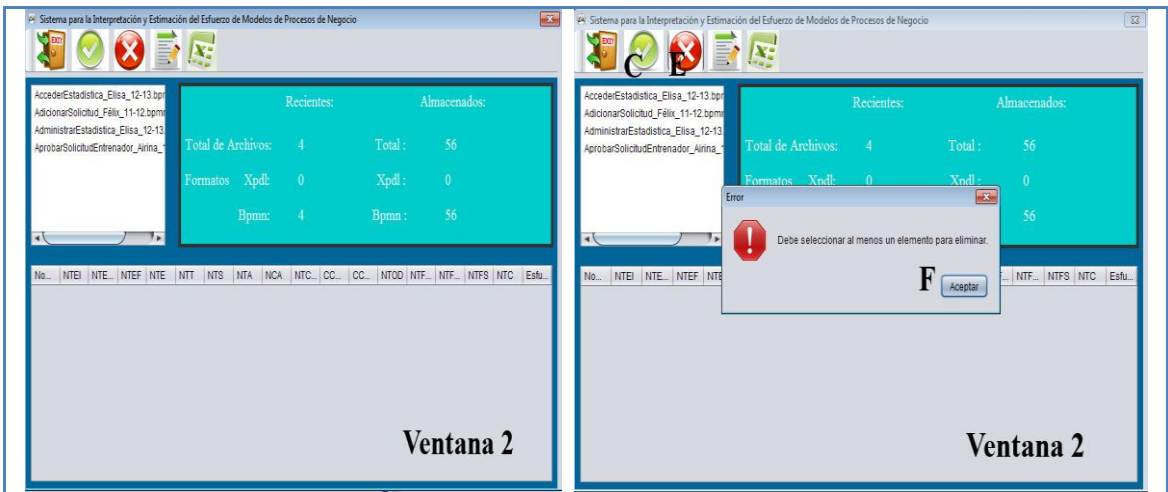 Sistema para la Interpretación y Estimación del Esfuerzo de Modelos de Procesos de Negocio
EXIT
AccederEstadistica_Elisa_12-13.bpr
AdicionarSolicitud_Félix_11-12.bpmr
AdministrarEstadistica_Elisa_12-13.
AprobarSolicitudEntrenador_Airina_1
Recientes: Almacenados:
Total de Archivos: 4 Total : 56
Formatos Xpdl: 0 Xpdl : 0
Bpmn: 4 Bpmn : 56
No... NTEI NTE... NTEF NTE NTT NTS NTA NCA NTC... CC... CC... NTOD NTF... NTF... NTFS NTC Esfu...
Ventana 2
Sistema para la Interpretación y Estimación del Esfuerzo de Modelos de Procesos de Negocio
EXIT
C E
AccederEstadistica_Elisa_12-13.bpr
AdicionarSolicitud_Félix_11-12.bpmr
AdministrarEstadistica_Elisa_12-13.
AprobarSolicitudEntrenador_Airina_1
Recientes: Almacenados:
Total de Archivos: 4 Total : 56
Formatos Xpdl: 0 Xpdl : 0
56
Error
Debe seleccionar al menos un elemento para eliminar.
F Aceptar
No... NTEI NTE... NTEF NTE NTF... NTFS NTC Esfu...
Ventana 2